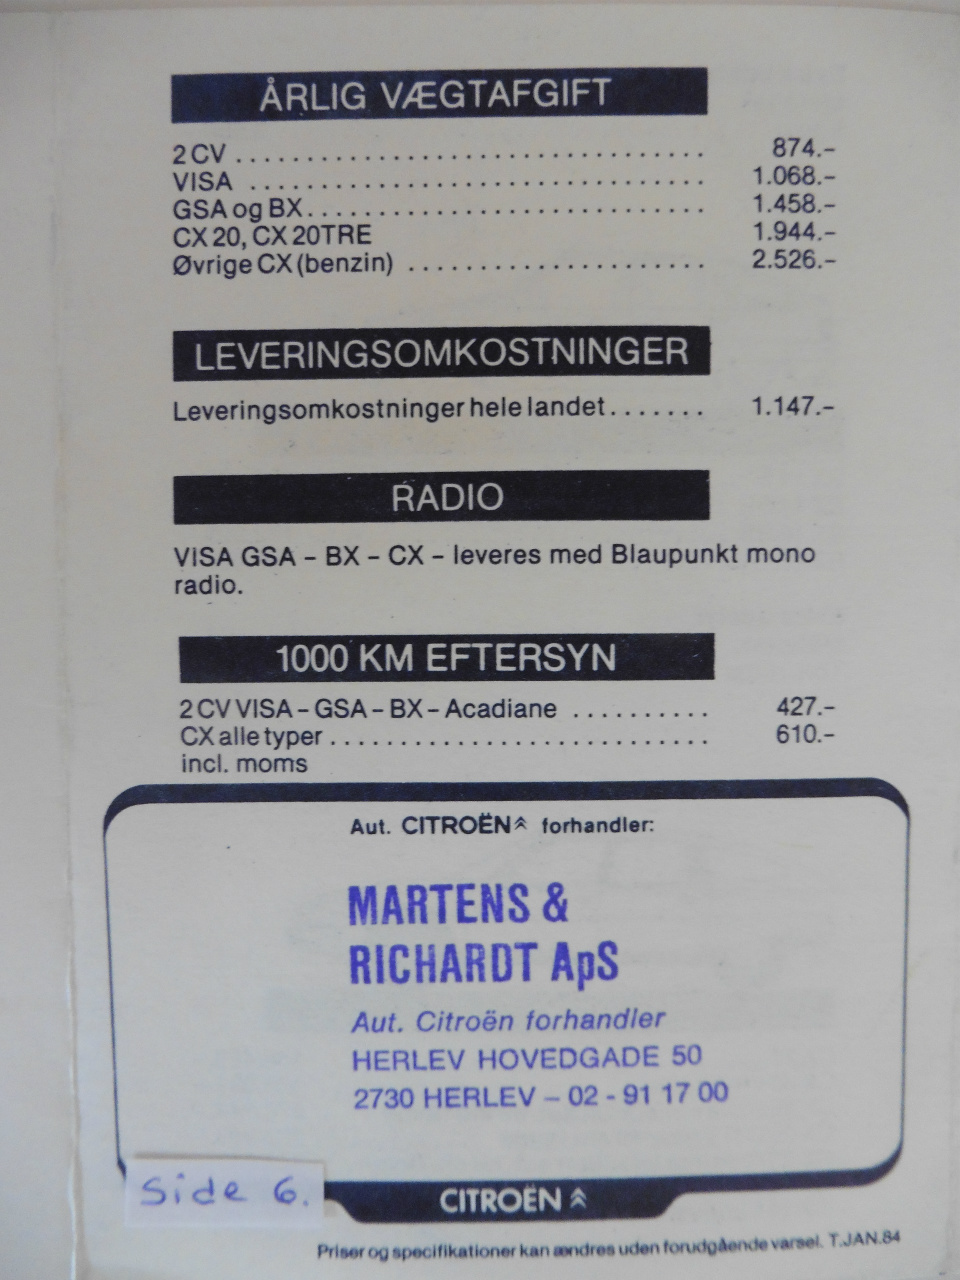 ÅRLIG VÆGTAFGIFT
2 CV ................................. 874.-
VISA ................................ 1.068.-
GSA og BX............................ 1.458.-
CX 20, CX 20TRE 1.944.-
Øvrige CX (benzin) ..................... 2.526.-
LEVERINGSOMKOSTNINGER
Leveringsomkostninger hele landet....... 1.147.-
RADIO
VISA GSA – BX – CX – leveres med Blaupunkt mono
radio.
1000 KM EFTERSYN
2 CV VISA – GSA – BX – Acadiane .......... 427.-
CX alle typer ........................... 610.-
incl. moms
Aut. CITROËN forhandler:
MARTENS &
RICHARDT ApS
Aut. Citroën forhandler
HERLEV HOVEDGADE 50
2730 HERLEV – 02 - 91 17 00
Side 6.
CITROËN
Priser og specifikationer kan ændres uden forudgående varsel. T.JAN.84